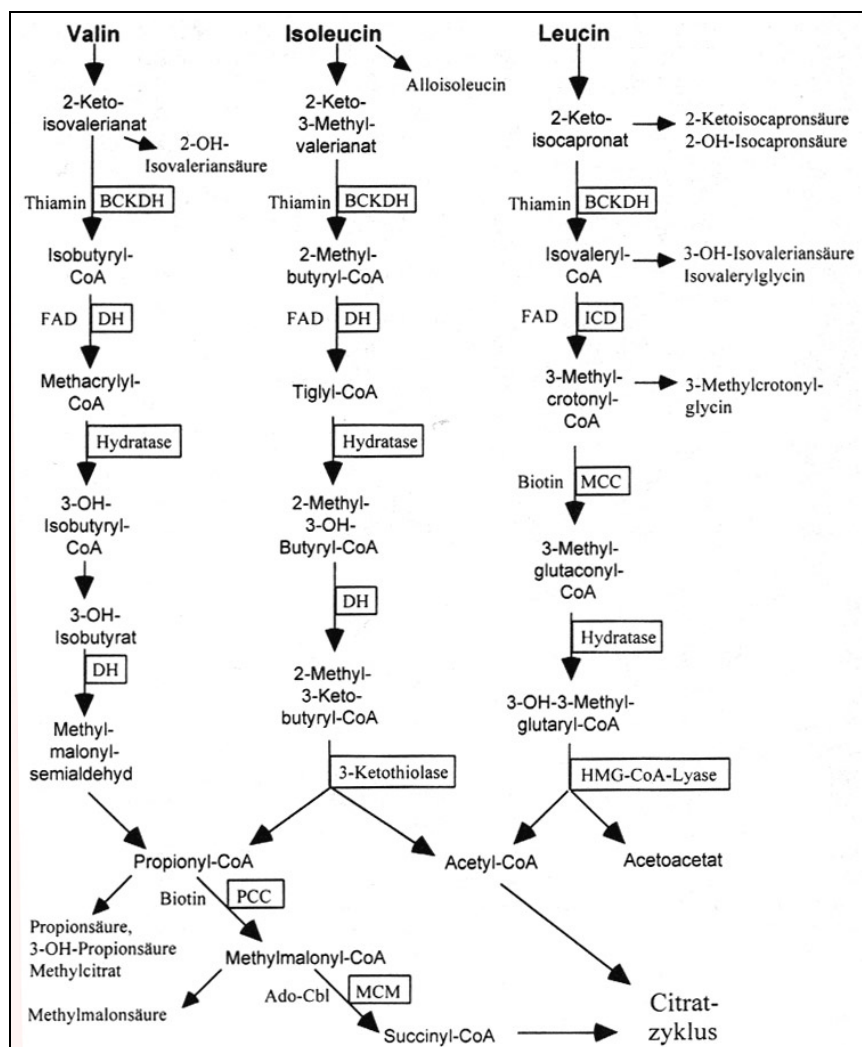 Valin
Isoleucin
Leucin
Alloisoleucin
2-Keto-
isovalerianat
2-OH-
Isovaleriansäure
2-Keto-
3-Methyl-
valerianat
2-Keto-
isocapronat
2-Ketoisocapronsäure
2-OH-Isocapronsäure
Thiamin BCKDH
Thiamin BCKDH
Thiamin BCKDH
Isobutyryl-
CoA
2-Methyl-
butyryl-CoA
Isovaleryl-
CoA
3-OH-Isovaleriansäure
Isovalerylglycin
FAD DH
FAD DH
FAD ICD
Methacrylyl-
CoA
Tiglyl-CoA
3-Methyl-
crotonyl-
CoA
3-Methylcrotonyl-
glycin
Hydratase
Hydratase
Biotin MCC
3-OH-
Isobutyryl-
CoA
2-Methyl-
3-OH-
Butyryl-CoA
3-Methyl-
glutaconyl-
CoA
3-OH-
Isobutyrat
DH
DH
Hydratase
Methyl-
malonyl-
semialdehyd
2-Methyl-
3-Keto-
butyryl-CoA
3-OH-3-Methyl-
glutaryl-CoA
3-Ketothiolase
HMG-CoA-Lyase
Propionyl-CoA
Acetyl-CoA
Acetoacetat
Biotin PCC
Propionsäure,
3-OH-Propionsäure
Methylcitrat
Methylmalonyl-CoA
Methylmalonsäure
Ado-Cbl MCM
Succinyl-CoA
Citrat-
zyklus